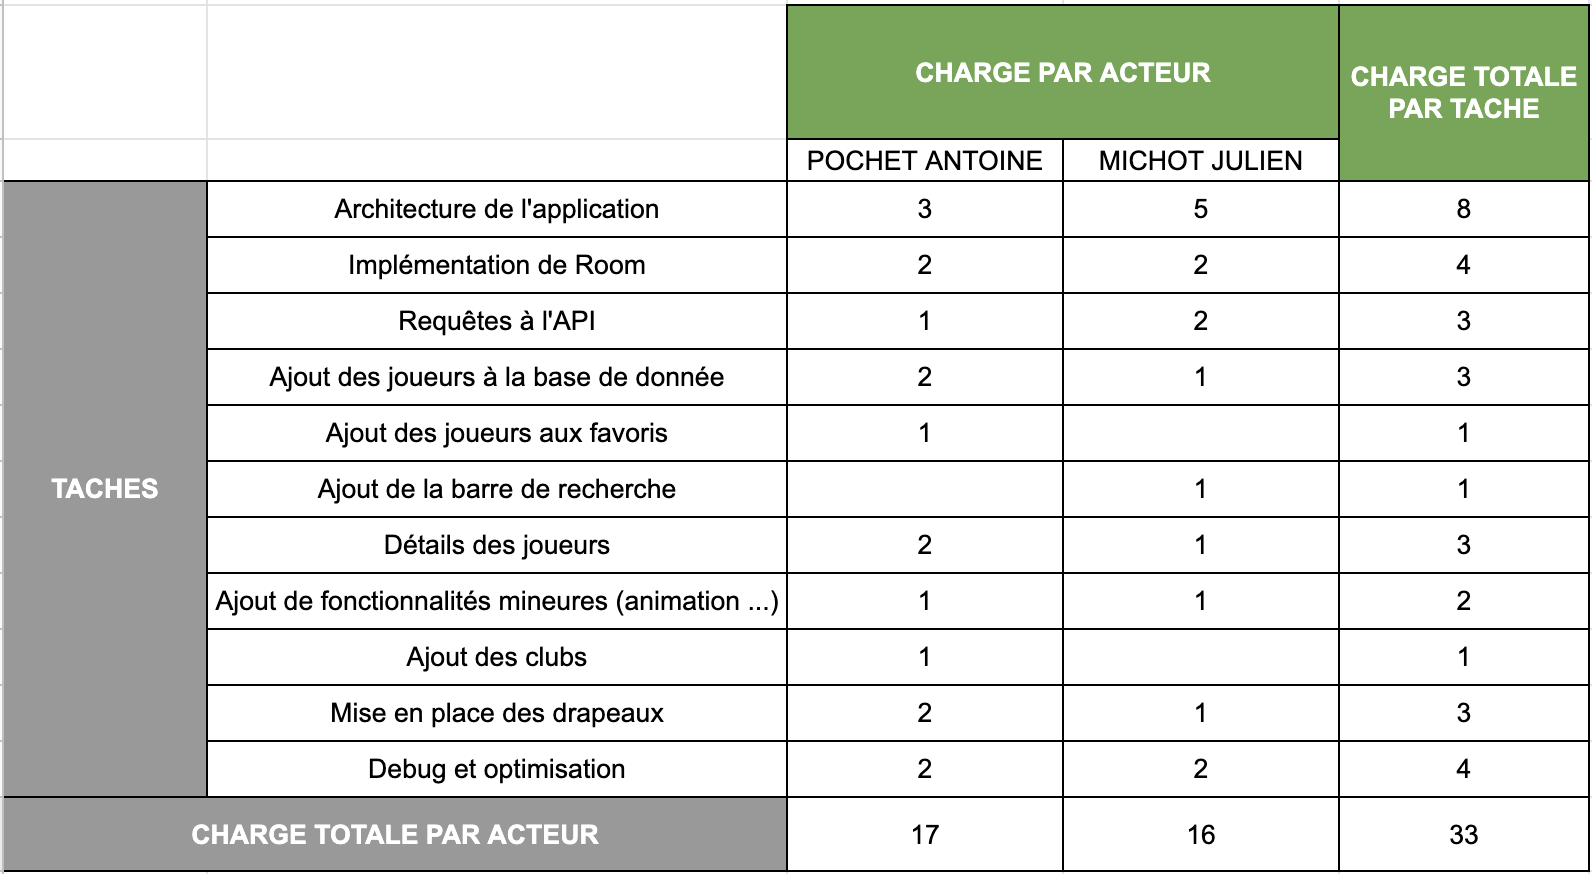 CHARGE PAR ACTEUR
CHARGE TOTALE
PAR TACHE
POCHET ANTOINE MICHOT JULIEN
TACHES
Architecture de l'application 3 5 8
Implémentation de Room 2 2 4
Requêtes à l'API 1 2 3
Ajout des joueurs à la base de donnée 2 1 3
Ajout des joueurs aux favoris 1 1
Ajout de la barre de recherche 1 1
Détails des joueurs 2 1 3
Ajout de fonctionnalités mineures (animation ...) 1 1 2
Ajout des clubs 1 1
Mise en place des drapeaux 2 1 3
Debug et optimisation 2 2 4
CHARGE TOTALE PAR ACTEUR 17 16 33